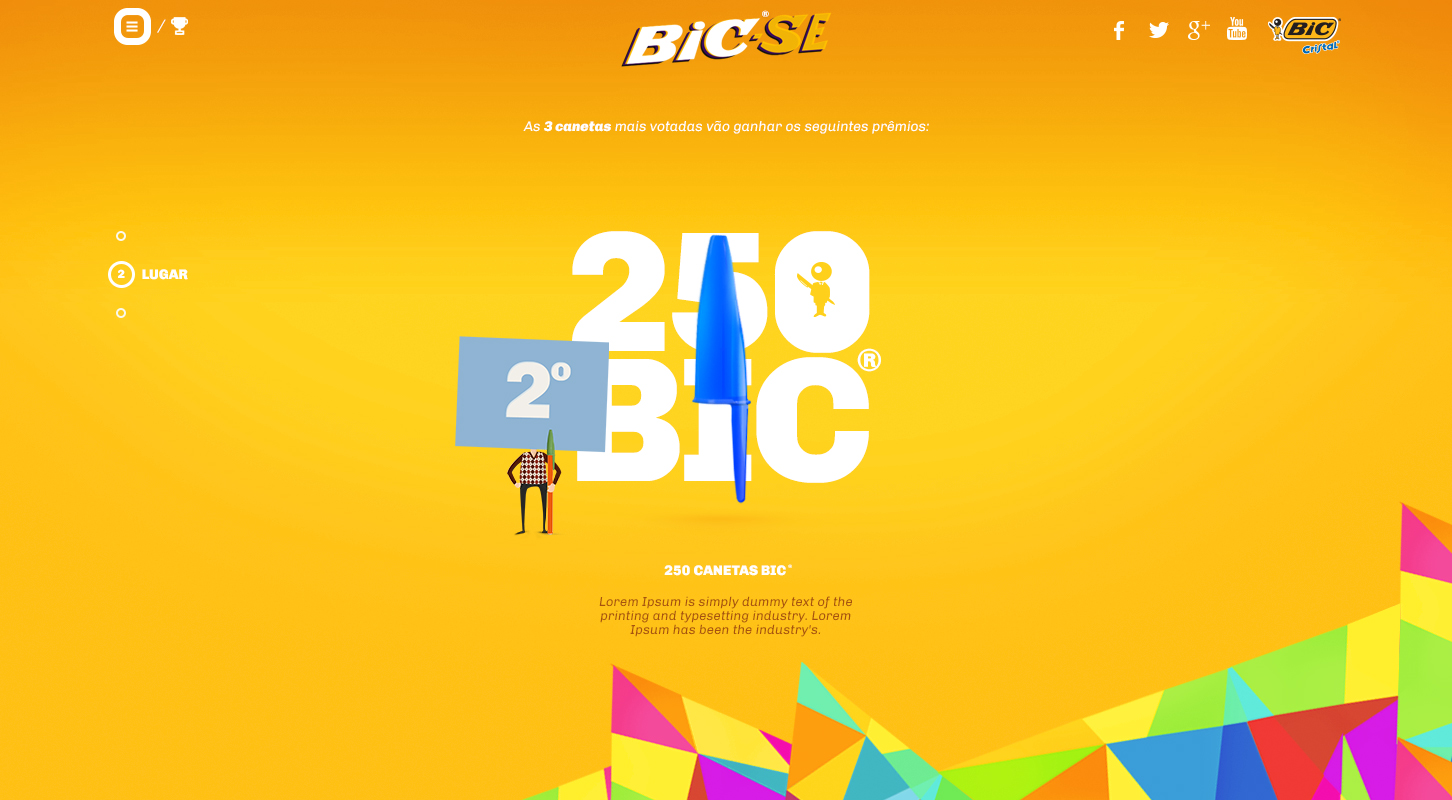 /
BiC-SE®
f
g+
You
Tube
BiC®
Cristal®
As 3 canetas mais votadas vão ganhar os seguintes prêmios:
2 LUGAR
250
BIC®
2º
250 CANETAS BIC®
Lorem Ipsum is simply dummy text of the
printing and typesetting industry. Lorem
Ipsum has been the industry's.